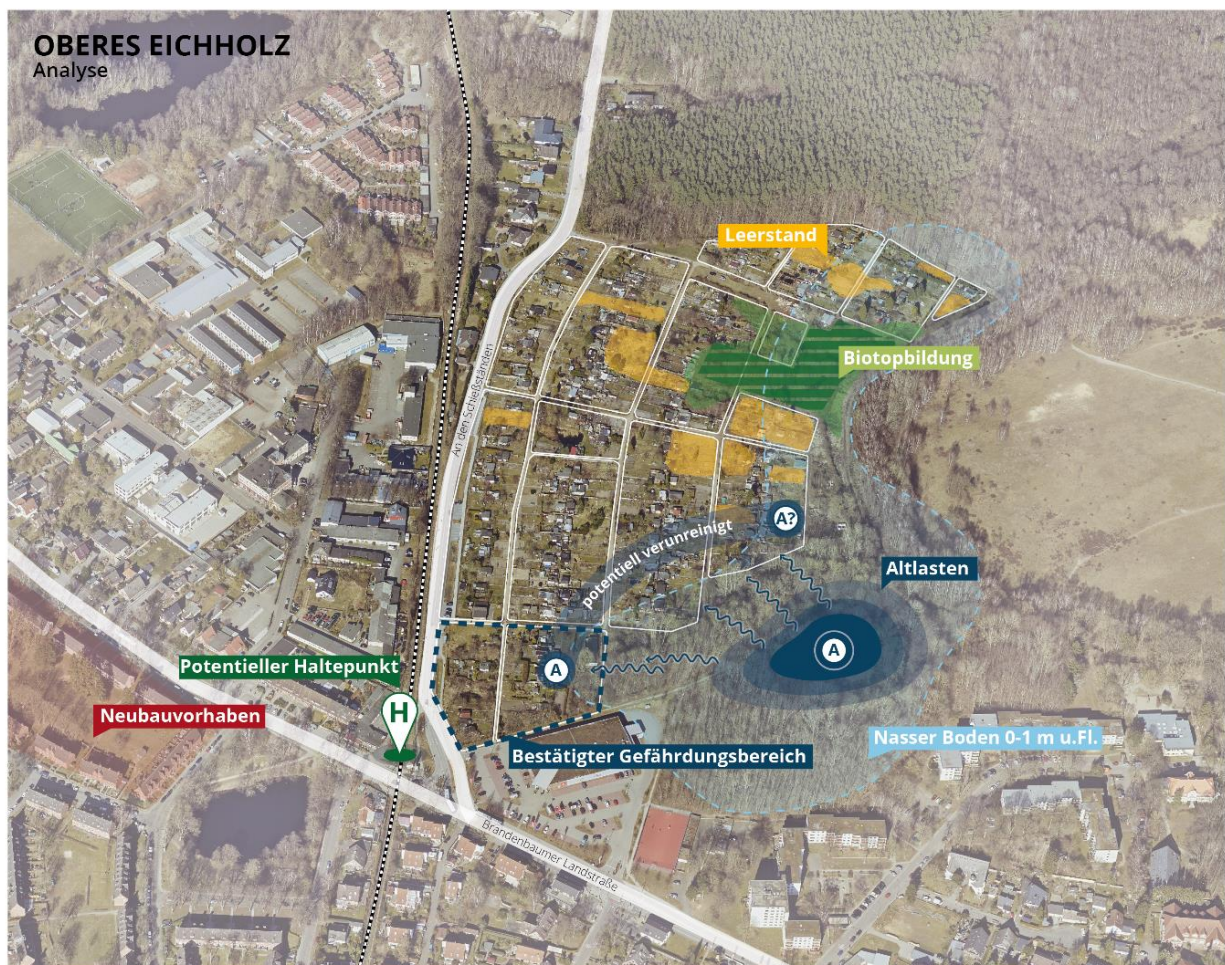 OBERES EICHHOLZ
Analyse
Leerstand
An den Schießständen
Biotopbildung
A?
potentiell verunreinigt
Altlasten
A
A
Potentieller Haltepunkt
H
Neubauvorhaben
Nasser Boden 0-1 m u.Fl.
Bestätigter Gefährdungsbereich
Brandenbaumer Landstraße